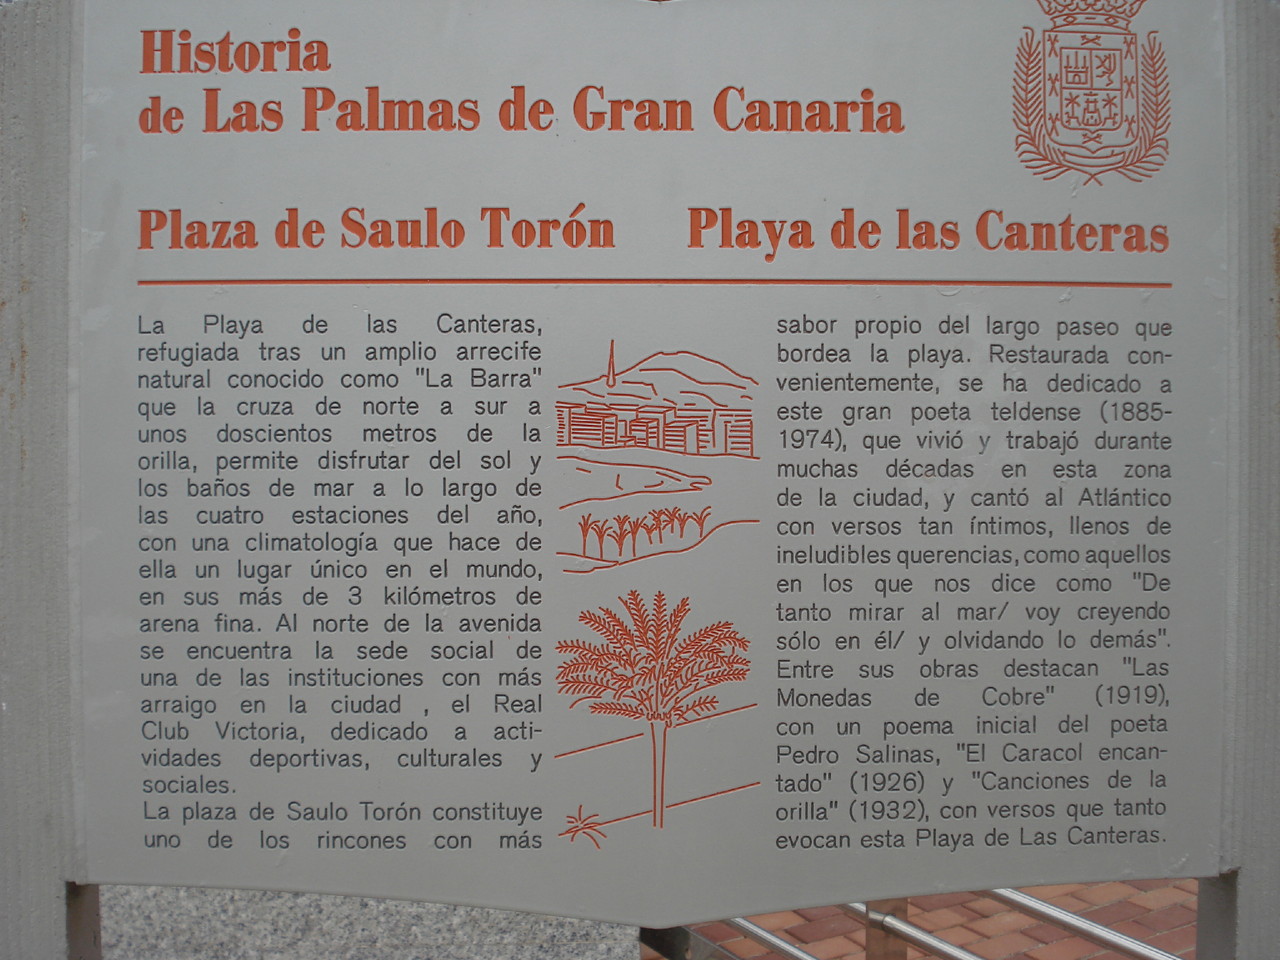 Historia
de Las Palmas de Gran Canaria
Plaza de Saulo Torón
Playa de las Canteras
La Playa de las Canteras,
refugiada tras un amplio arrecife
natural conocido como "La Barra"
que la cruza de norte a sur a
unos doscientos metros de la
orilla, permite disfrutar del sol y
los baños de mar a lo largo de
las cuatro estaciones del año,
con una climatología que hace de
ella un lugar único en el mundo,
en sus más de 3 kilómetros de
arena fina. Al norte de la avenida
se encuentra la sede social de
una de las instituciones con más
arraigo en la ciudad , el Real
Club Victoria, dedicado a acti-
vidades deportivas, culturales y
sociales.
La plaza de Saulo Torón constituye
uno de los rincones con más
sabor propio del largo paseo que
bordea la playa. Restaurada con-
venientemente, se ha dedicado a
este gran poeta teldense (1885-
1974), que vivió y trabajó durante
muchas décadas en esta zona
de la ciudad, y cantó al Atlántico
con versos tan íntimos, llenos de
ineludibles querencias, como aquellos
en los que nos dice como "De
tanto mirar al mar/ voy creyendo
sólo en él/ y olvidando lo demás".
Entre sus obras destacan "Las
Monedas de Cobre" (1919),
con un poema inicial del poeta
Pedro Salinas, "El Caracol encan-
tado" (1926) y "Canciones de la
orilla" (1932), con versos que tanto
evocan esta Playa de Las Canteras.